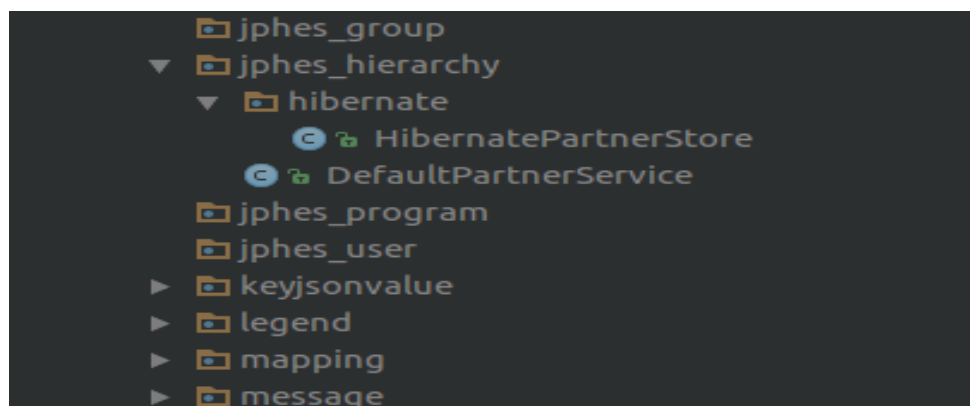 jphes_group
jphes_hierarchy
hibernate
HibernatePartnerStore
DefaultPartnerService
jphes_program
jphes_user
keyjsonvalue
legend
mapping
message